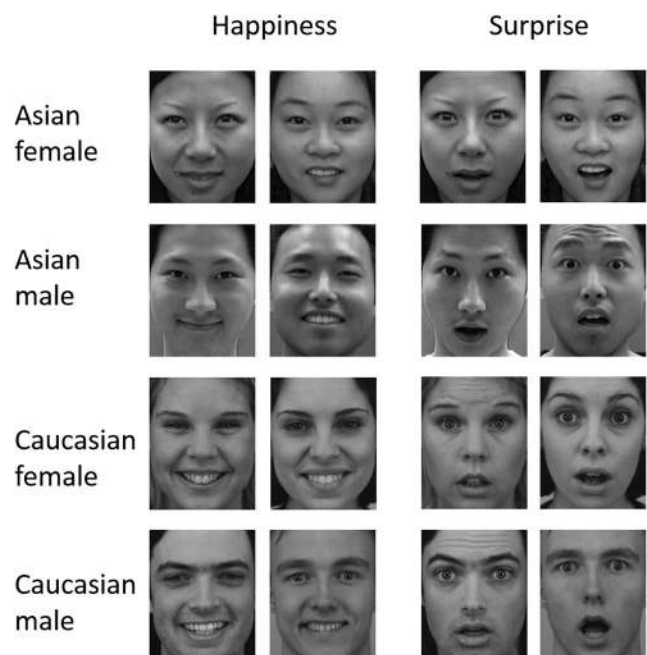 Happiness Surprise
Asian
female
Asian
male
Caucasian
female
Caucasian
male